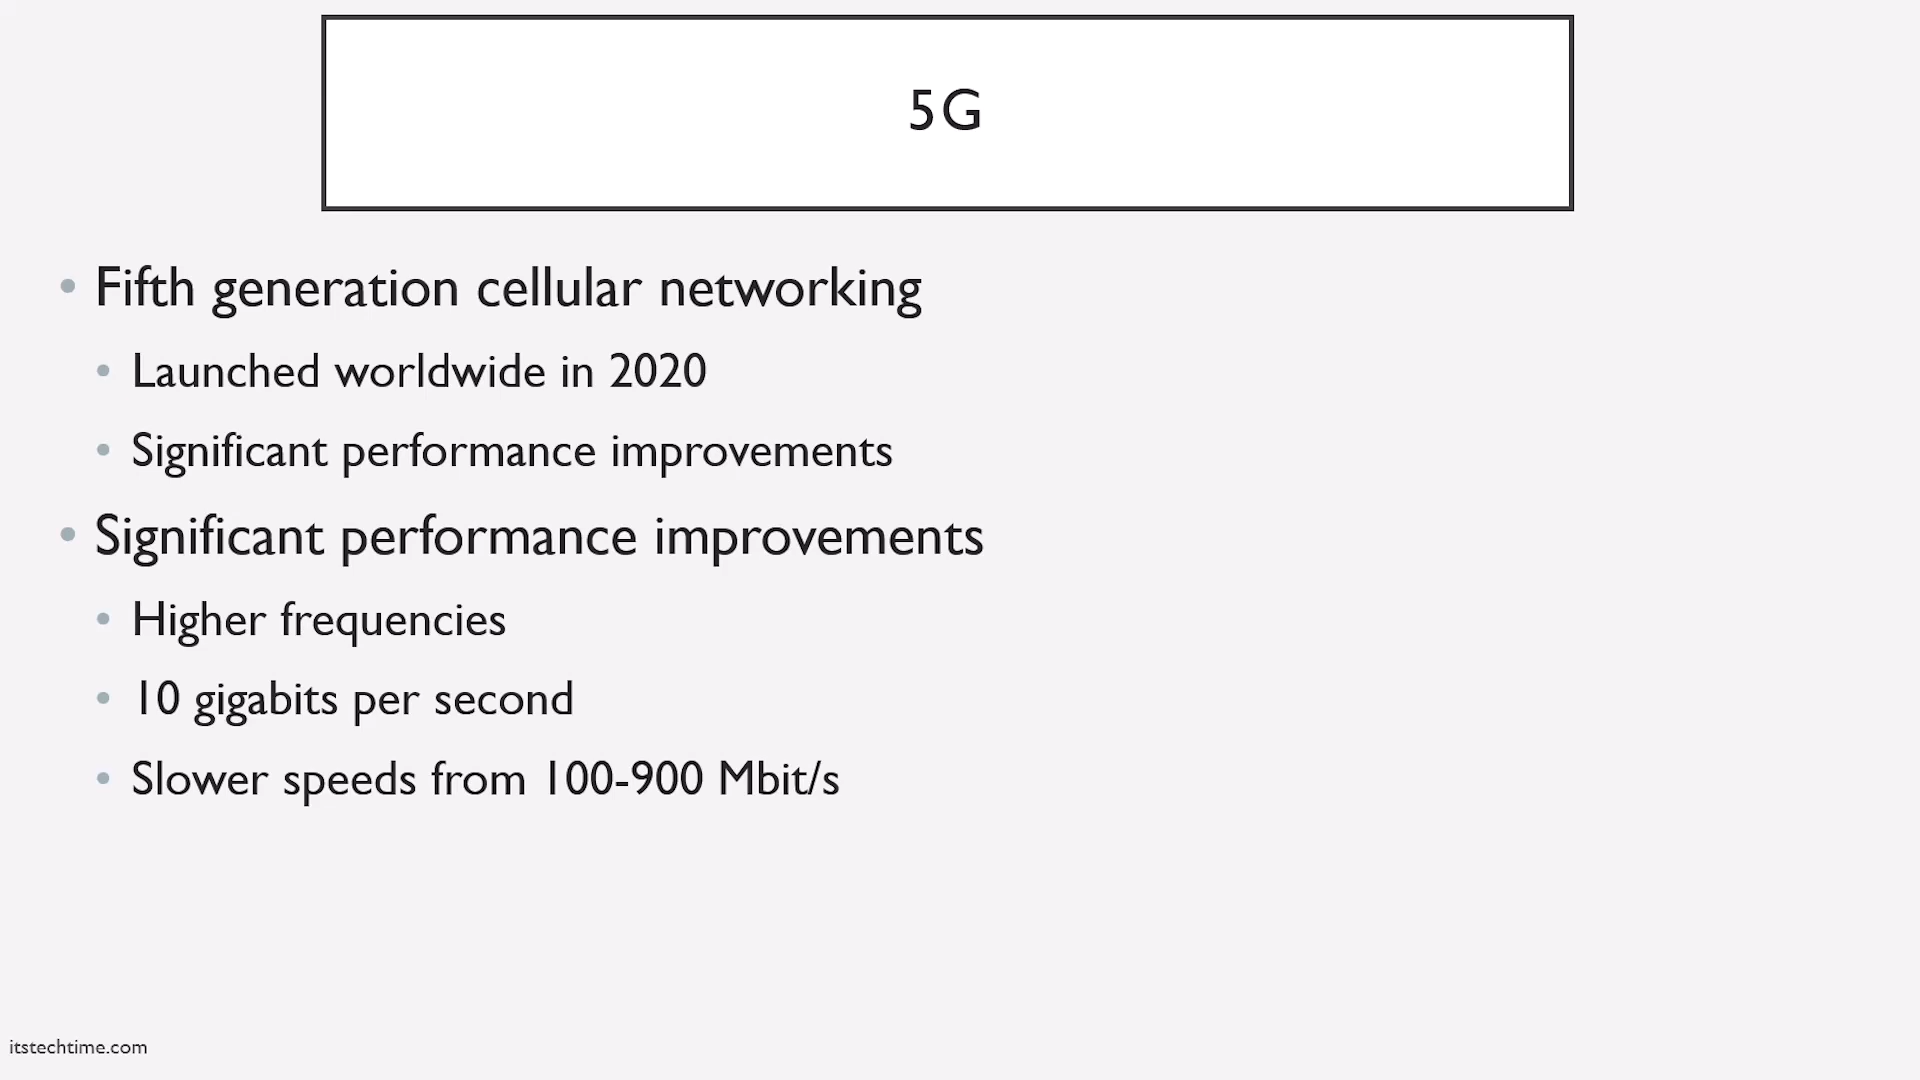 5G
• Fifth generation cellular networking
• Launched worldwide in 2020
• Significant performance improvements
• Significant performance improvements
• Higher frequencies
• 10 gigabits per second
• Slower speeds from 100-900 Mbit/s
itstechtime.com